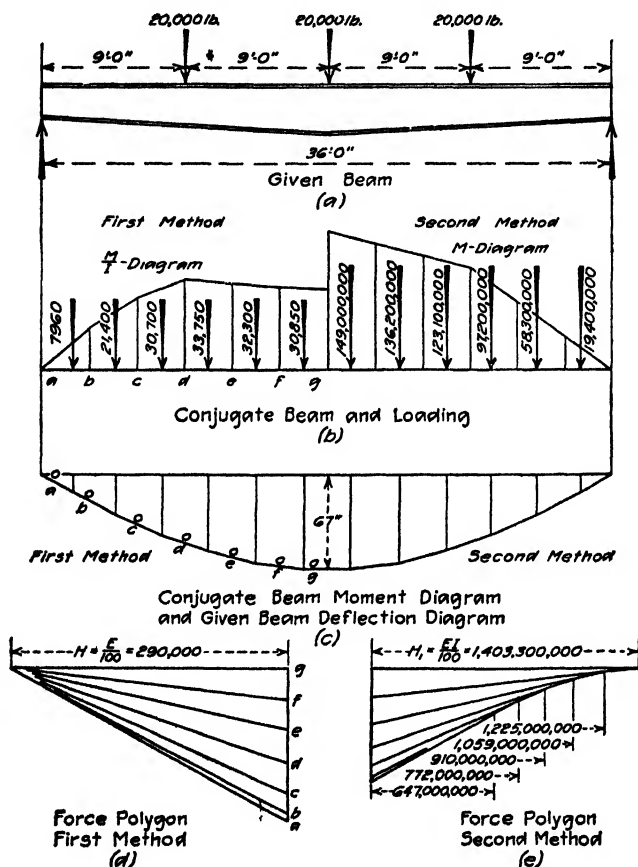 20,000 lb. 20,000 lb. 20,000 lb.
9'-0" 9'-0" 9'-0" 9'-0"
36'-0"
Given Beam
(a)
First Method Second Method
M/I-Diagram M-Diagram
7960 21,400 30,700 33,750 32,300 30,850 149,000,000 136,200,000 123,100,000 97,200,000 58,300,000 19,400,000
a b c d e f g
Conjugate Beam and Loading
(b)
a b c d e f g
67"
First Method Second Method
Conjugate Beam Moment Diagram
and Given Beam Deflection Diagram
(c)
H = E/100 = 290,000
g
f
e
d
c
b
a
Force Polygon
First Method
(d)
H₁ = EI/100 = 1,403,300,000
1,225,000,000
1,059,000,000
910,000,000
772,000,000
647,000,000
Force Polygon
Second Method
(e)